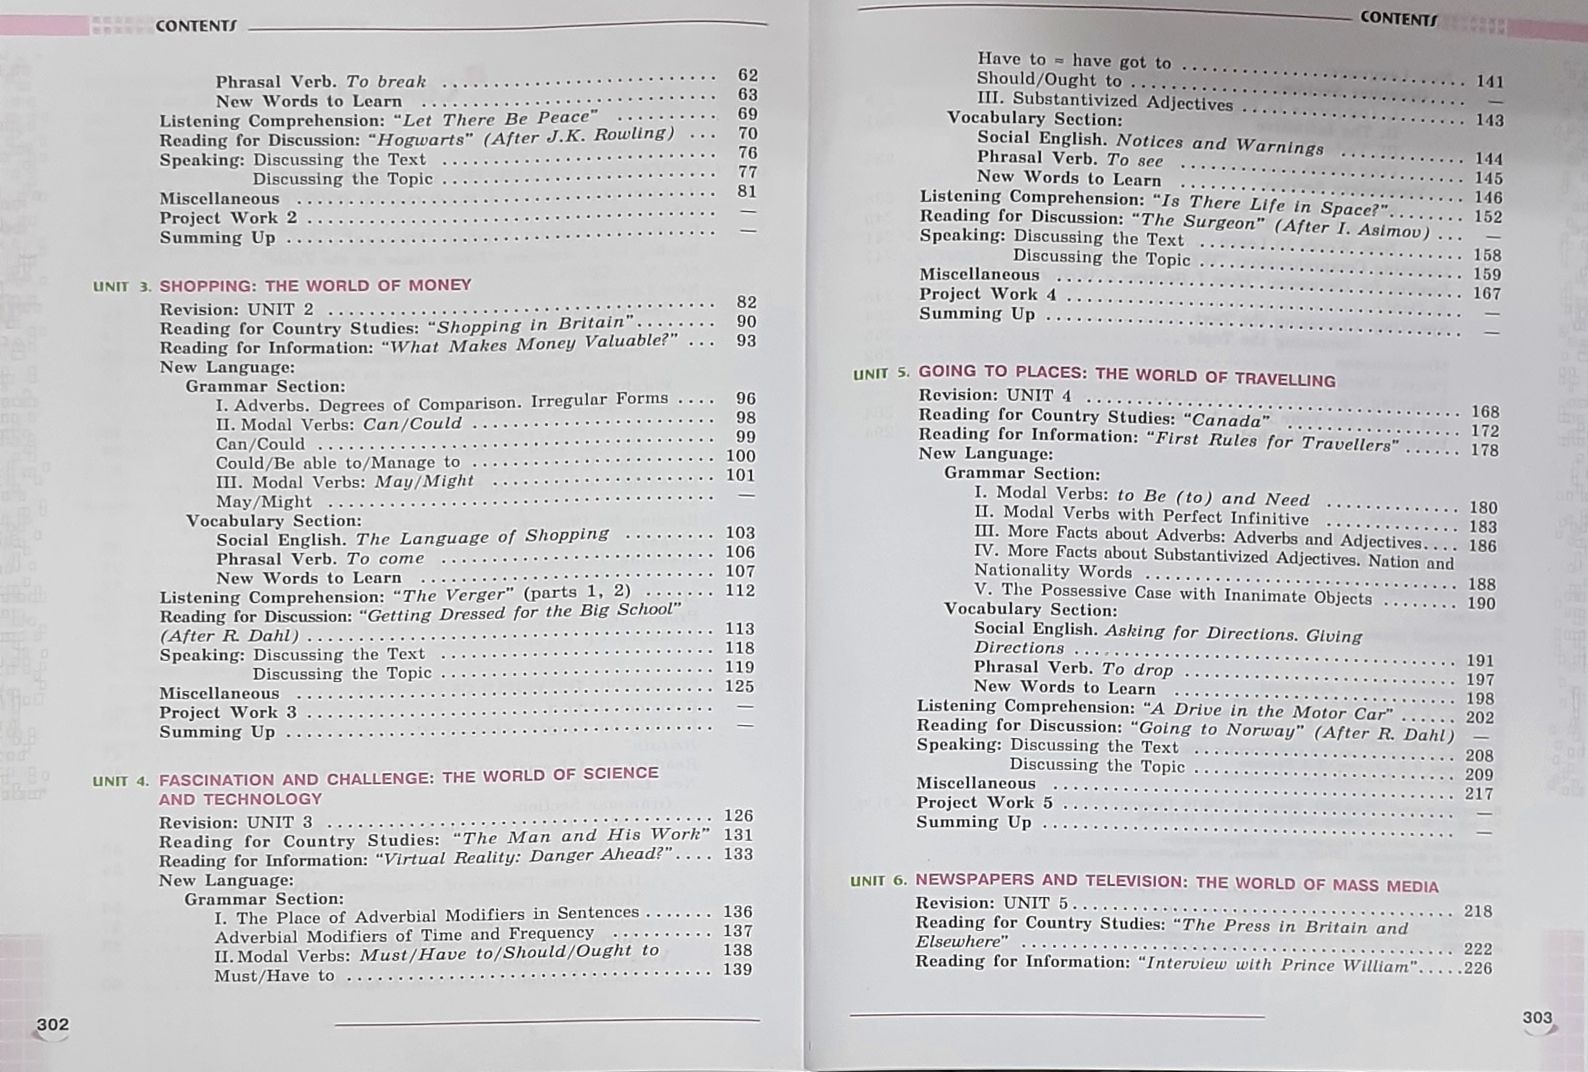 CONTENTS
Phrasal Verb. To break ........ 62
New Words to Learn ........ 63
Listening Comprehension: “Let There Be Peace” ........ 69
Reading for Discussion: “Hogwarts” (After J.K. Rowling) ... 70
Speaking: Discussing the Text ........ 76
Discussing the Topic ........ 77
Miscellaneous ........ 81
Project Work 2 ........ —
Summing Up ........ —
UNIT 3. SHOPPING: THE WORLD OF MONEY
Revision: UNIT 2 ........ 82
Reading for Country Studies: “Shopping in Britain” ........ 90
Reading for Information: “What Makes Money Valuable?” ... 93
New Language:
Grammar Section:
I. Adverbs. Degrees of Comparison. Irregular Forms .... 96
II. Modal Verbs: Can/Could ........ 98
Can/Could ........ 99
Could/Be able to/Manage to ........ 100
III. Modal Verbs: May/Might ........ 101
May/Might ........ —
Vocabulary Section:
Social English. The Language of Shopping ........ 103
Phrasal Verb. To come ........ 106
New Words to Learn ........ 107
Listening Comprehension: “The Verger” (parts 1, 2) ....... 112
Reading for Discussion: “Getting Dressed for the Big School”
(After R. Dahl) ........ 113
Speaking: Discussing the Text ........ 118
Discussing the Topic ........ 119
Miscellaneous ........ 125
Project Work 3 ........ —
Summing Up ........ —
UNIT 4. FASCINATION AND CHALLENGE: THE WORLD OF SCIENCE
AND TECHNOLOGY
Revision: UNIT 3 ........ 126
Reading for Country Studies: “The Man and His Work” 131
Reading for Information: “Virtual Reality: Danger Ahead?” .... 133
New Language:
Grammar Section:
I. The Place of Adverbial Modifiers in Sentences ....... 136
Adverbial Modifiers of Time and Frequency ........ 137
II. Modal Verbs: Must/Have to/Should/Ought to 138
Must/Have to ........ 139
302
CONTENTS
Have to = have got to ........ 141
Should/Ought to ........ —
III. Substantivized Adjectives ........ 143
Vocabulary Section:
Social English. Notices and Warnings ........ 144
Phrasal Verb. To see ........ 145
New Words to Learn ........ 146
Listening Comprehension: “Is There Life in Space?” ........ 152
Reading for Discussion: “The Surgeon” (After I. Asimov) ... —
Speaking: Discussing the Text ........ 158
Discussing the Topic ........ 159
Miscellaneous ........ 167
Project Work 4 ........ —
Summing Up ........ —
UNIT 5. GOING TO PLACES: THE WORLD OF TRAVELLING
Revision: UNIT 4 ........ 168
Reading for Country Studies: “Canada” ........ 172
Reading for Information: “First Rules for Travellers” ...... 178
New Language:
Grammar Section:
I. Modal Verbs: to Be (to) and Need ........ 180
II. Modal Verbs with Perfect Infinitive ........ 183
III. More Facts about Adverbs: Adverbs and Adjectives.... 186
IV. More Facts about Substantivized Adjectives. Nation and
Nationality Words ........ 188
V. The Possessive Case with Inanimate Objects ........ 190
Vocabulary Section:
Social English. Asking for Directions. Giving
Directions ........ 191
Phrasal Verb. To drop ........ 197
New Words to Learn ........ 198
Listening Comprehension: “A Drive in the Motor Car” ...... 202
Reading for Discussion: “Going to Norway” (After R. Dahl) —
Speaking: Discussing the Text ........ 208
Discussing the Topic ........ 209
Miscellaneous ........ 217
Project Work 5 ........ —
Summing Up ........ —
UNIT 6. NEWSPAPERS AND TELEVISION: THE WORLD OF MASS MEDIA
Revision: UNIT 5 ........ 218
Reading for Country Studies: “The Press in Britain and
Elsewhere” ........ 222
Reading for Information: “Interview with Prince William”.....226
303